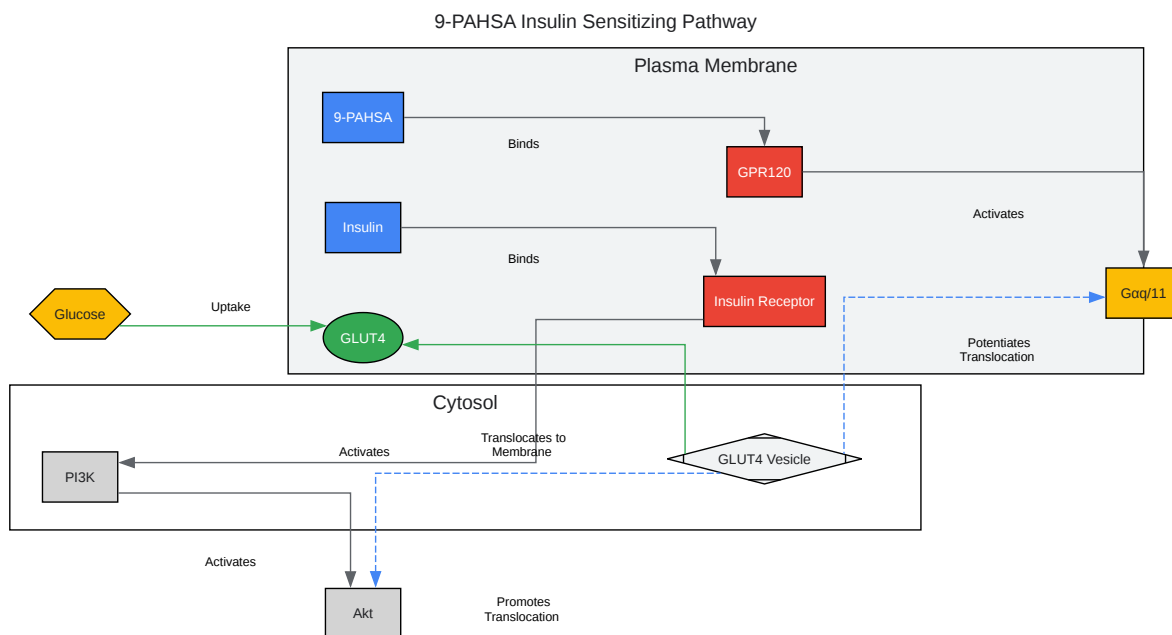 9-PAHSA Insulin Sensitizing Pathway
Plasma Membrane
9-PAHSA
Binds
GPR120
Activates
Insulin
Binds
Insulin Receptor
Gαq/11
Glucose
Uptake
GLUT4
Potentiates
Translocation
Cytosol
Translocates to
Membrane
Activates
GLUT4 Vesicle
PI3K
Activates
Akt
Promotes
Translocation